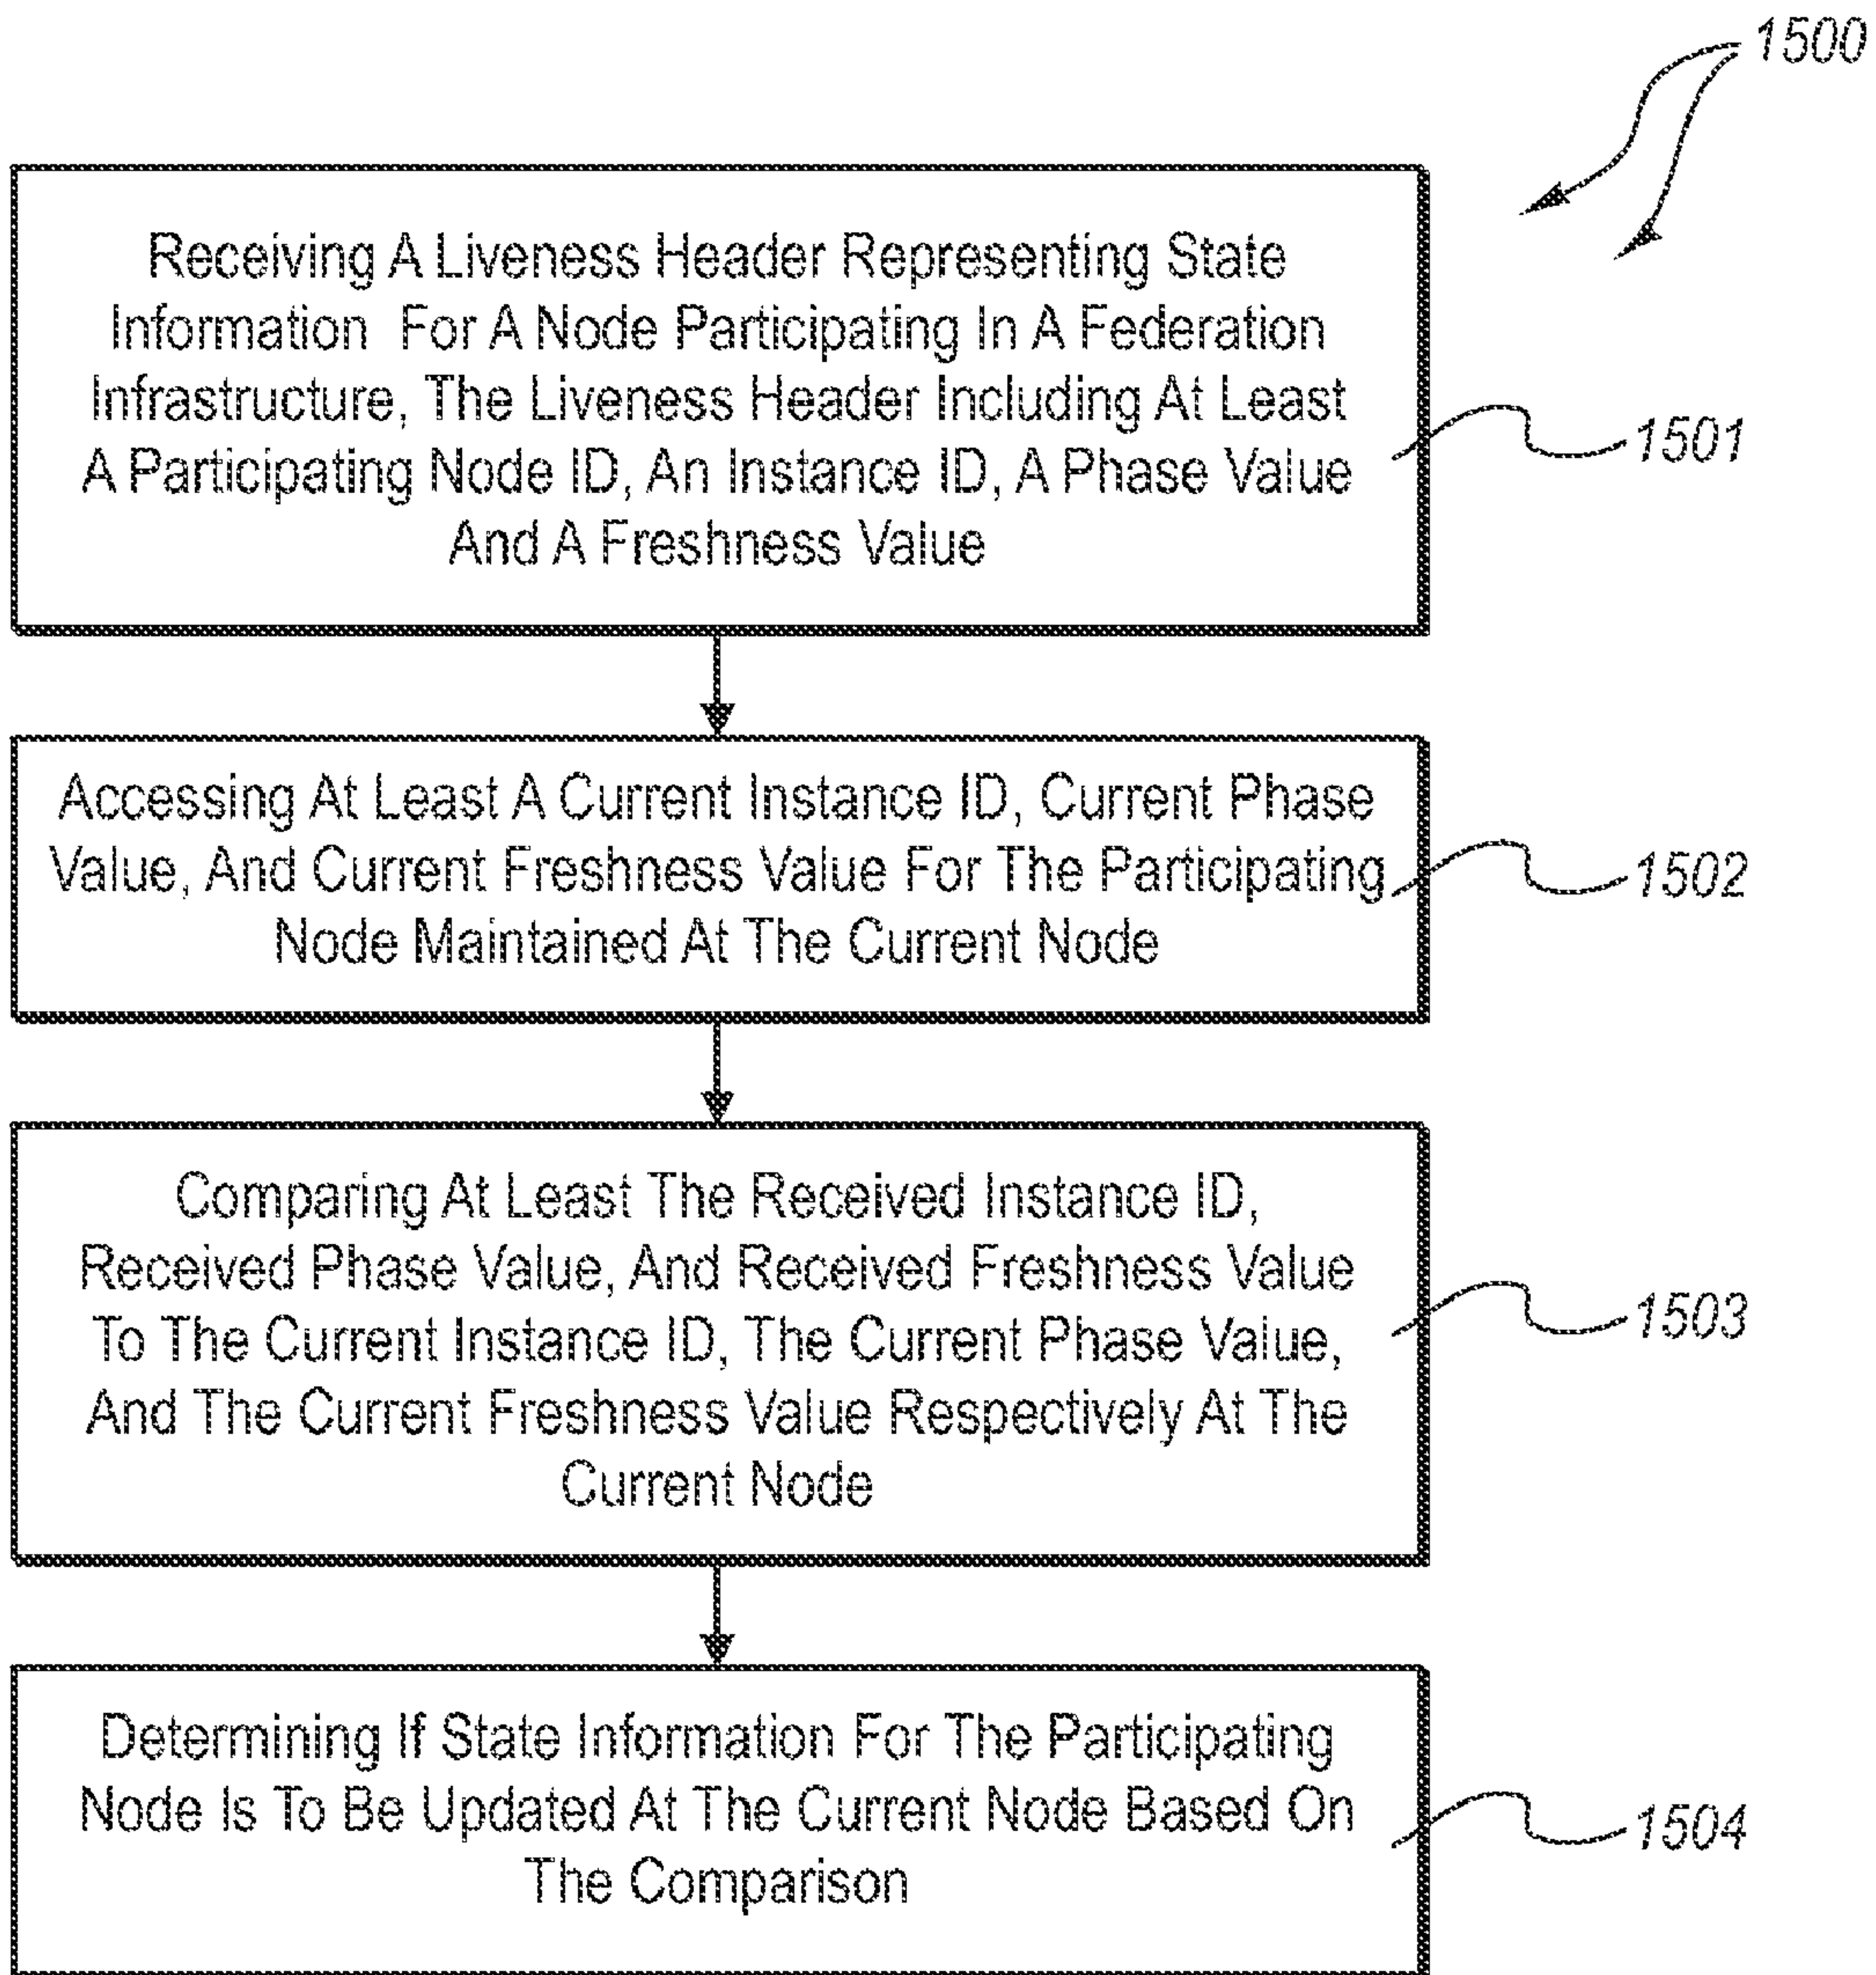 1500
Receiving A Liveness Header Representing State
Information For A Node Participating In A Federation
Infrastructure, The Liveness Header Including At Least
A Participating Node ID, An Instance ID, A Phase Value
And A Freshness Value
1501
Accessing At Least A Current Instance ID, Current Phase
Value, And Current Freshness Value For The Participating
Node Maintained At The Current Node
1502
Comparing At Least The Received Instance ID,
Received Phase Value, And Received Freshness Value
To The Current Instance ID, The Current Phase Value,
And The Current Freshness Value Respectively At The
Current Node
1503
Determining If State Information For The Participating
Node Is To Be Updated At The Current Node Based On
The Comparison
1504